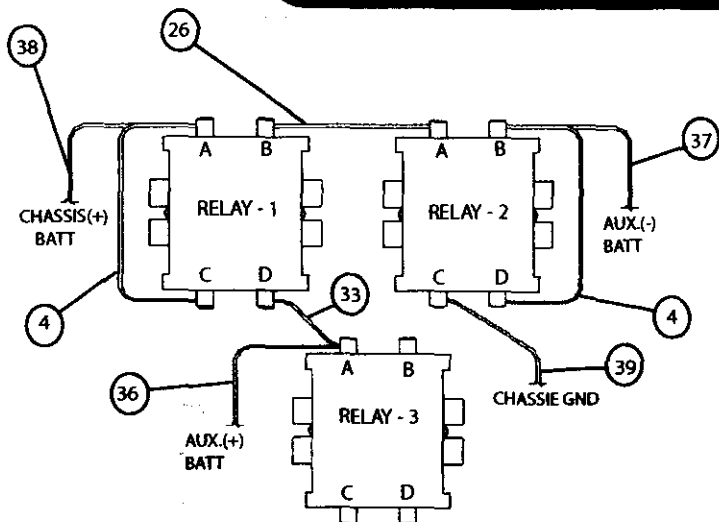 38
26
37
A
B
A
B
CHASSIS(+)
BATT
RELAY - 1
RELAY - 2
AUX.(-)
BATT
C
D
C
D
4
33
4
36
A
B
39
CHASSIE GND
RELAY - 3
AUX.(+)
BATT
C
D